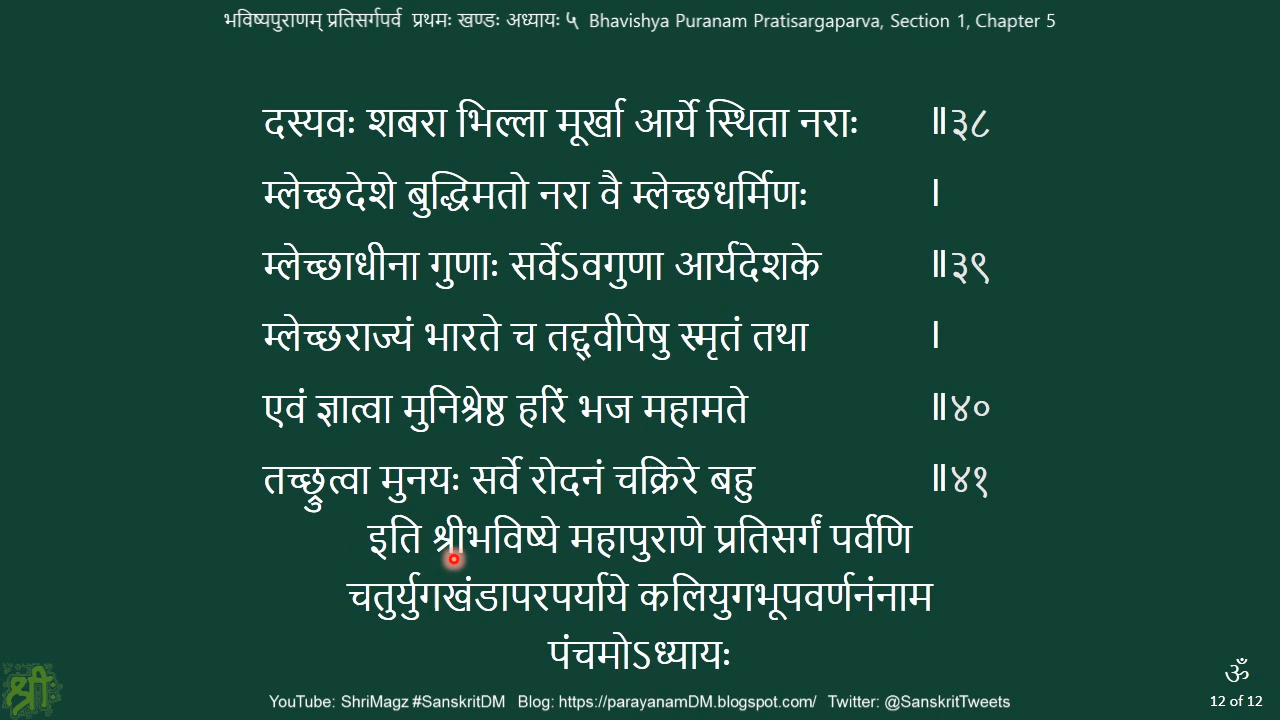 भविष्यपुराणम् प्रतिसर्गपर्व प्रथमः खण्डः अध्यायः ५ Bhavishya Puranam Pratisargaparva, Section 1, Chapter 5
दस्यवः शबरा भिल्ला मूर्खा आर्ये स्थिता नराः ॥३८
म्लेच्छदेशे बुद्धिमतो नरा वै म्लेच्छधर्मिणः ।
म्लेच्छाधीना गुणाः सर्वेऽवगुणा आर्यदेशके ॥३९
म्लेच्छराज्यं भारते च तद्द्वीपेषु स्मृतं तथा ।
एवं ज्ञात्वा मुनिश्रेष्ठ हरिं भज महामते ॥४०
तच्छ्रुत्वा मुनयः सर्वे रोदनं चक्रिरे बहु ॥४१
इति श्रीभविष्ये महापुराणे प्रतिसर्गं पर्वणि
चतुर्युगखंडापरपर्याये कलियुगभूपवर्णनंनाम
पंचमोऽध्यायः
श्रीः
ॐ
YouTube: ShriMagz #SanskritDM Blog: https://parayanamDM.blogspot.com/ Twitter: @SanskritTweets
12 of 12